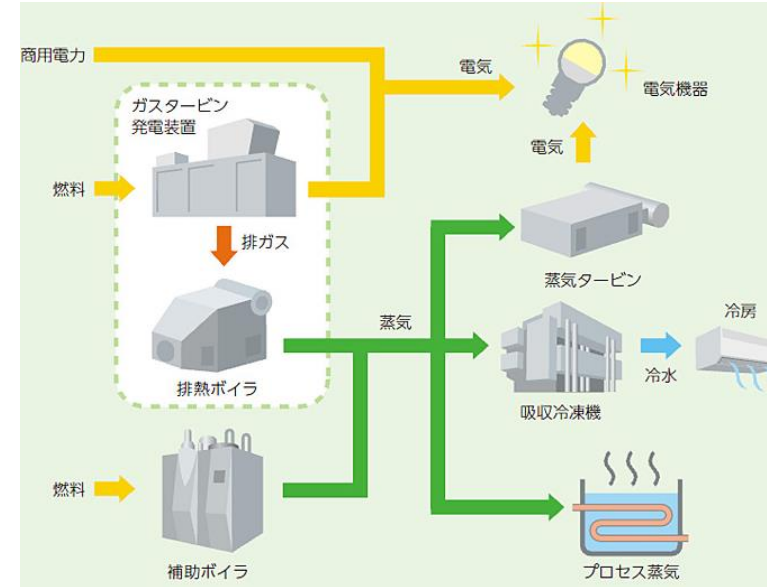 商用電力
ガスタービン
発電装置
電気
電気機器
電気
燃料
排ガス
蒸気タービン
蒸気
冷房
冷水
排熱ボイラ
吸収冷凍機
燃料
補助ボイラ
プロセス蒸気